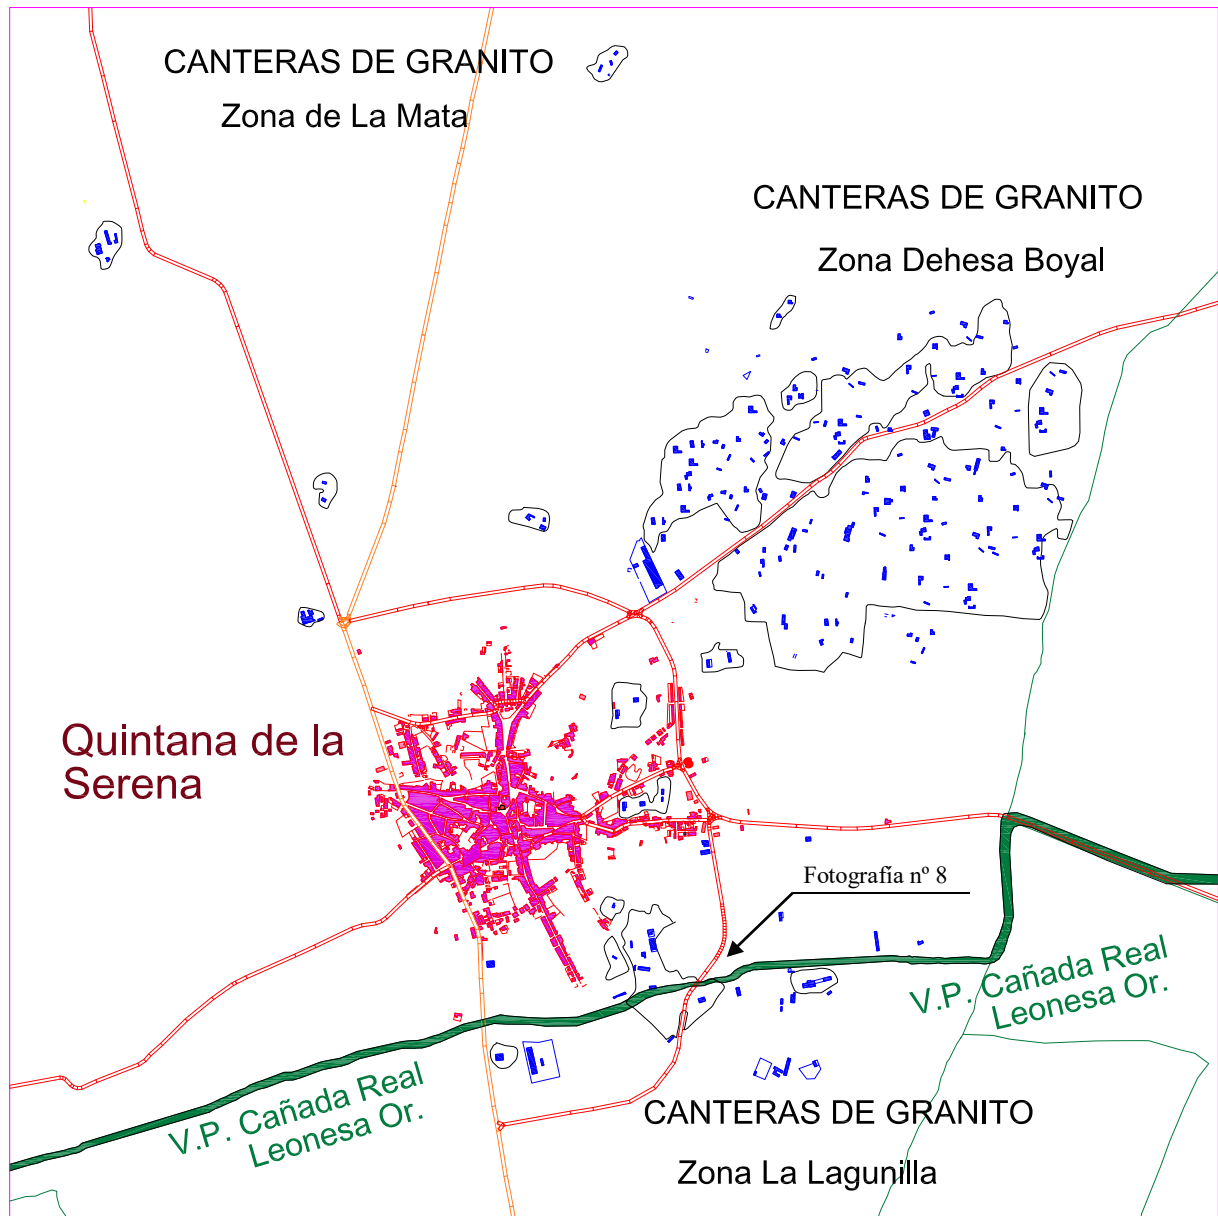 CANTERAS DE GRANITO
Zona de La Mata
CANTERAS DE GRANITO
Zona Dehesa Boyal
Quintana de la
Serena
Fotografía nº 8
V.P. Cañada Real
Leonesa Or.
V.P. Cañada Real
Leonesa Or.
CANTERAS DE GRANITO
Zona La Lagunilla